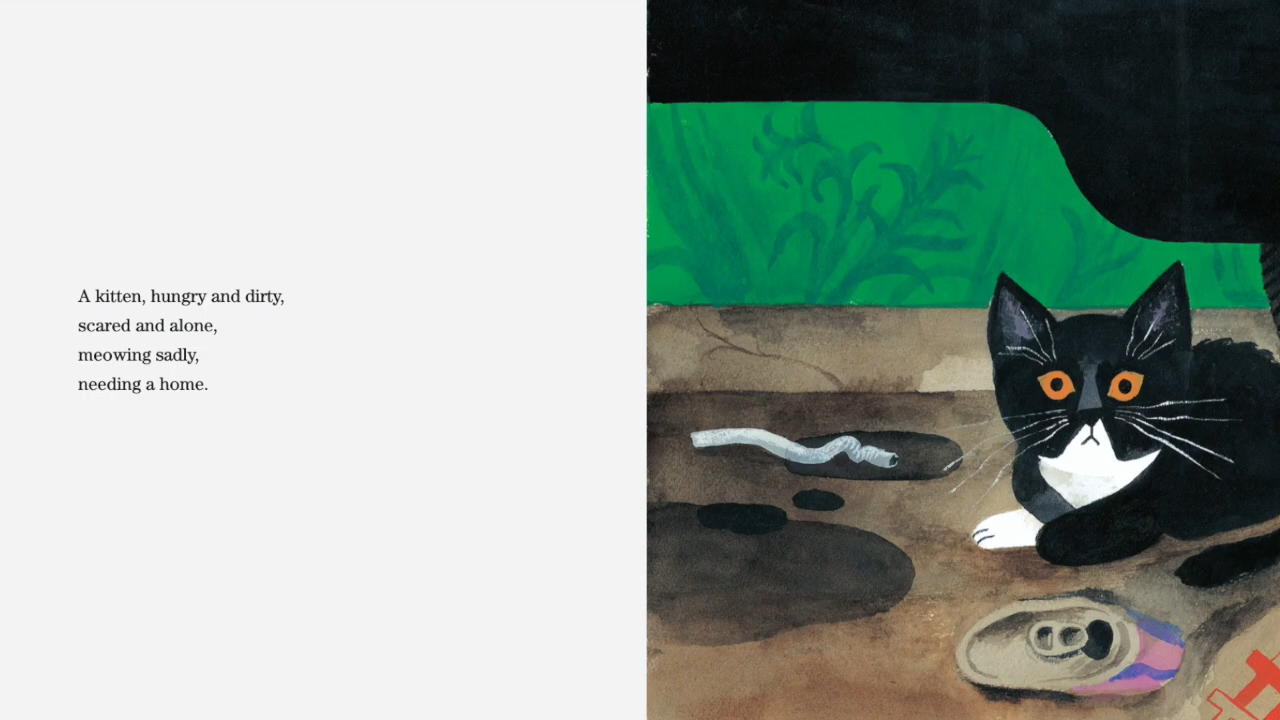 A kitten, hungry and dirty,
scared and alone,
meowing sadly,
needing a home.